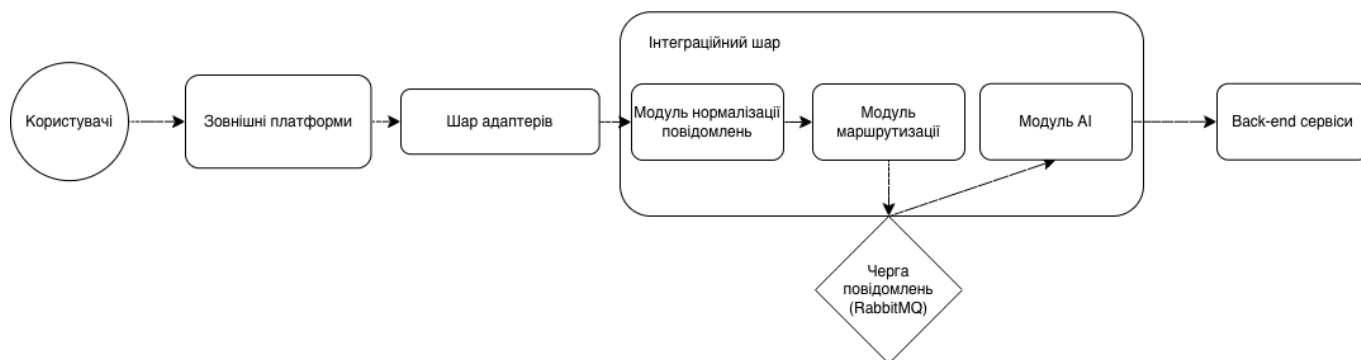 Інтеграційний шар
Користувачі
Зовнішні платформи
Шар адаптерів
Модуль нормалізації
повідомлень
Модуль
маршрутизації
Модуль AI
Back-end сервіси
Черга
повідомлень
(RabbitMQ)